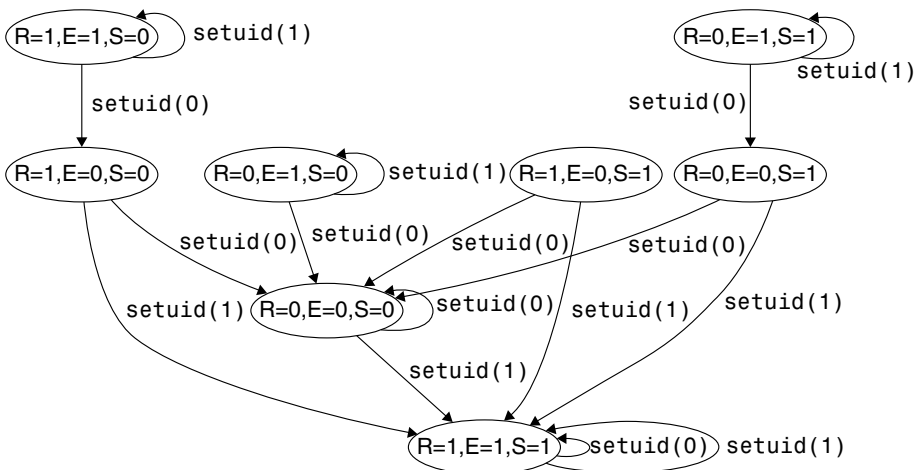 R=1,E=1,S=0
setuid(1)
R=0,E=1,S=1
setuid(1)
setuid(0)
setuid(0)
R=1,E=0,S=0
R=0,E=1,S=0
setuid(1)
R=1,E=0,S=1
R=0,E=0,S=1
setuid(0)
setuid(0)
setuid(0)
setuid(0)
setuid(1)
R=0,E=0,S=0
setuid(0)
setuid(1)
setuid(1)
setuid(1)
R=1,E=1,S=1
setuid(0)
setuid(1)